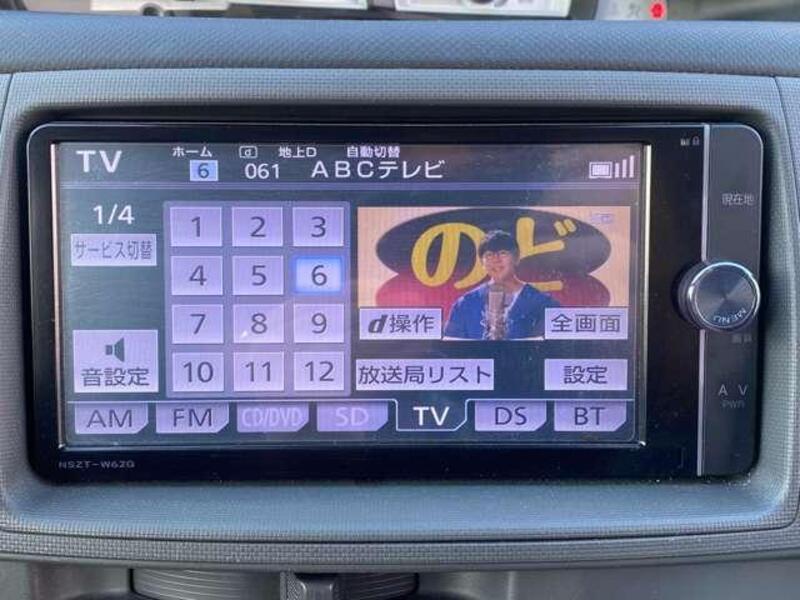 TV ホーム d 地上D 自動切替
6 061 ABCテレビ
1/4
サービス切替
1 2 3
4 5 6
7 8 9
10 11 12
のど
d操作 全画面
音設定 放送局リスト 設定
AM FM CD/DVD SD TV DS BT
NSZT-W62G
現在地
MENU
AV
PWR